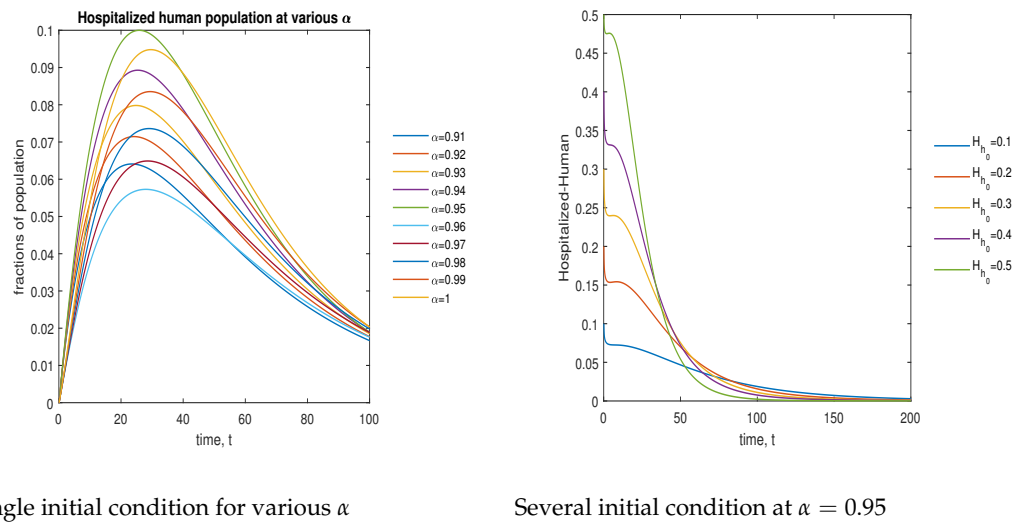 Hospitalized human population at various α
fractions of population
0.1
0.09
0.08
0.07
0.06
0.05
0.04
0.03
0.02
0.01
0
0 20 40 60 80 100
time, t
α=0.91
α=0.92
α=0.93
α=0.94
α=0.95
α=0.96
α=0.97
α=0.98
α=0.99
α=1
Hospitalized-Human
0.5
0.45
0.4
0.35
0.3
0.25
0.2
0.15
0.1
0.05
0
0 50 100 150 200
time, t
H_h_0=0.1
H_h_0=0.2
H_h_0=0.3
H_h_0=0.4
H_h_0=0.5
ngle initial condition for various α
Several initial condition at α = 0.95